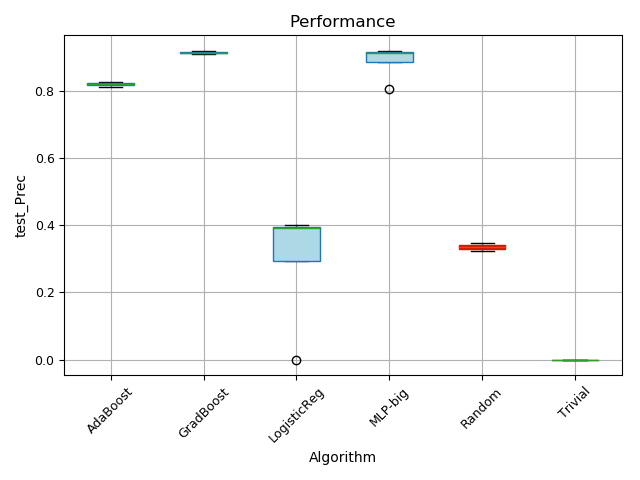 Performance
test_Prec
0.8
0.6
0.4
0.2
0.0
AdaBoost
GradBoost
LogisticReg
MLP-big
Random
Trivial
Algorithm